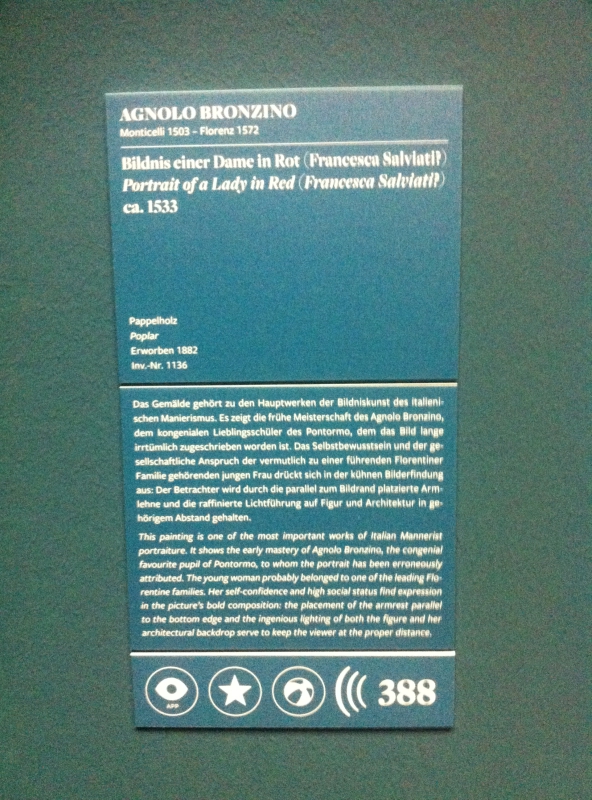 AGNOLO BRONZINO
Monticelli 1503 – Florenz 1572
Bildnis einer Dame in Rot (Francesca Salviati?)
Portrait of a Lady in Red (Francesca Salviati?)
ca. 1533
Pappelholz
Poplar
Erworben 1882
Inv.-Nr. 1136
Das Gemälde gehört zu den Hauptwerken der Bildniskunst des italieni-
schen Manierismus. Es zeigt die frühe Meisterschaft des Agnolo Bronzino,
dem kongenialen Lieblingsschüler des Pontormo, dem das Bild lange
irrtümlich zugeschrieben worden ist. Das Selbstbewusstsein und der ge-
sellschaftliche Anspruch der vermutlich zu einer führenden Florentiner
Familie gehörenden jungen Frau drückt sich in der kühnen Bilderfindung
aus: Der Betrachter wird durch die parallel zum Bildrand platzierte Arm-
lehne und die raffinierte Lichtführung auf Figur und Architektur in ge-
hörigem Abstand gehalten.
This painting is one of the most important works of Italian Mannerist
portraiture. It shows the early mastery of Agnolo Bronzino, the congenial
favourite pupil of Pontormo, to whom the portrait has been erroneously
attributed. The young woman probably belonged to one of the leading Flo-
rentine families. Her self-confidence and high social status find expression
in the picture's bold composition: the placement of the armrest parallel
to the bottom edge and the ingenious lighting of both the figure and her
architectural backdrop serve to keep the viewer at the proper distance.
APP
388